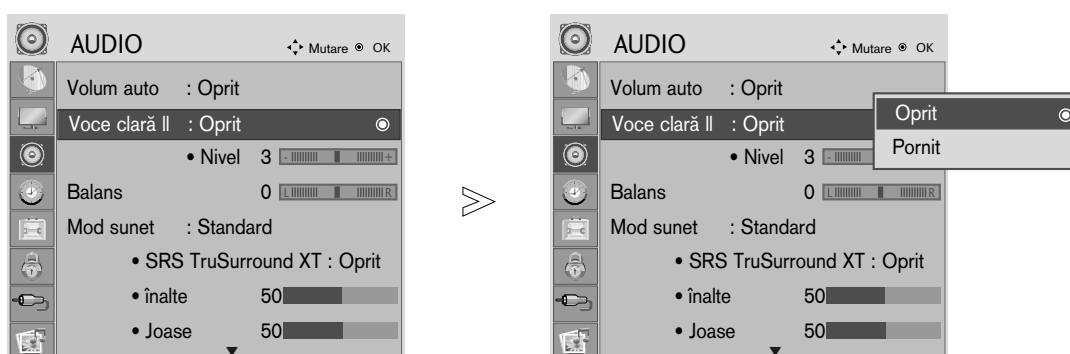 AUDIO Mutare OK
Volum auto : Oprit
Voce clară II : Oprit
• Nivel 3 - +
Balans 0 L R
Mod sunet : Standard
• SRS TruSurround XT : Oprit
• înalte 50
• Joase 50
AUDIO Mutare OK
Volum auto : Oprit
Voce clară II : Oprit
• Nivel 3 -
Balans 0 L R
Mod sunet : Standard
• SRS TruSurround XT : Oprit
• înalte 50
• Joase 50
Oprit
Pornit